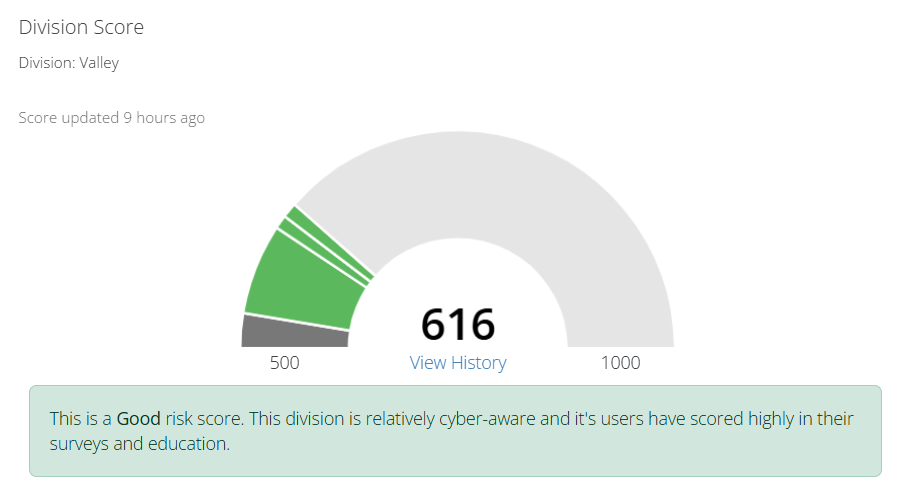 Division Score
Division: Valley
Score updated 9 hours ago
616
500
View History
1000
This is a Good risk score. This division is relatively cyber-aware and it's users have scored highly in their
surveys and education.